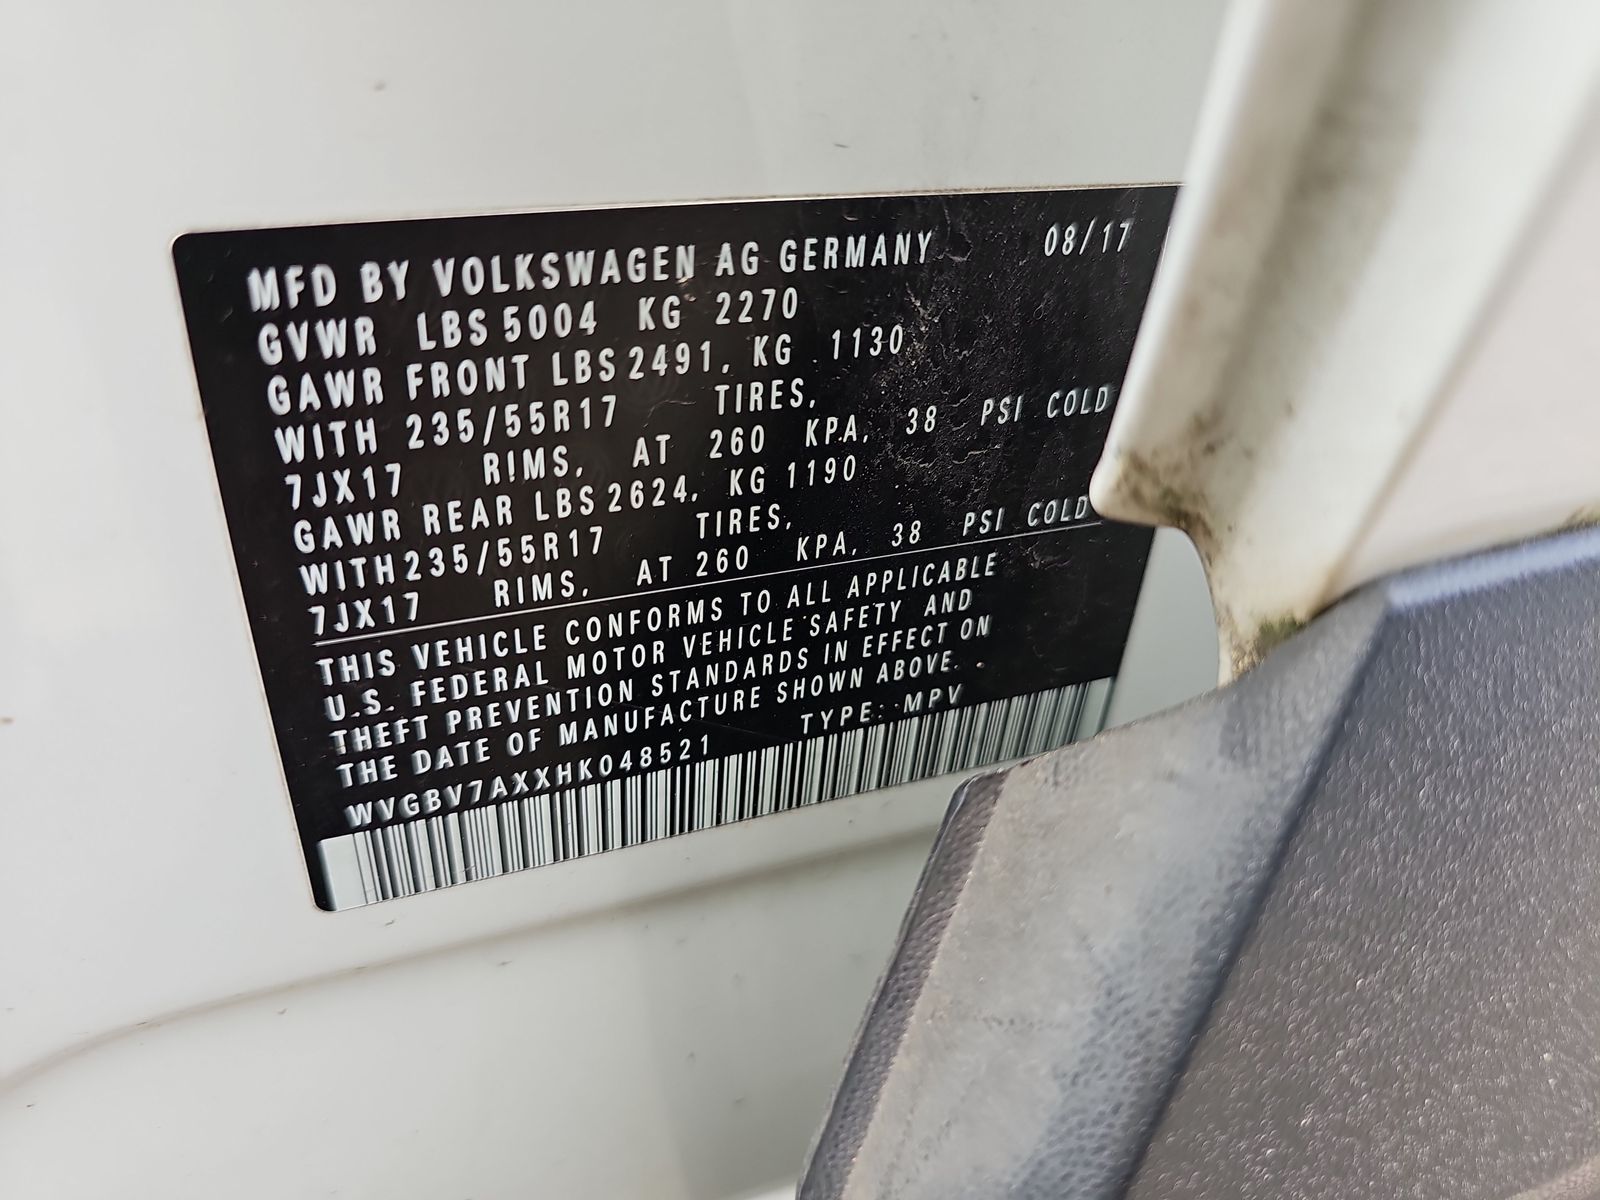 MFD BY VOLKSWAGEN AG GERMANY 08/17
GVWR LBS 5004 KG 2270
GAWR FRONT LBS 2491, KG 1130
WITH 235/55R17 TIRES,
7JX17 RIMS, AT 260 KPA, 38 PSI COLD
GAWR REAR LBS 2624, KG 1190
WITH 235/55R17 TIRES,
7JX17 RIMS, AT 260 KPA, 38 PSI COLD
THIS VEHICLE CONFORMS TO ALL APPLICABLE
U.S. FEDERAL MOTOR VEHICLE SAFETY AND
THEFT PREVENTION STANDARDS IN EFFECT ON
THE DATE OF MANUFACTURE SHOWN ABOVE.
WVGBV7AXXHK048521 TYPE: MPV